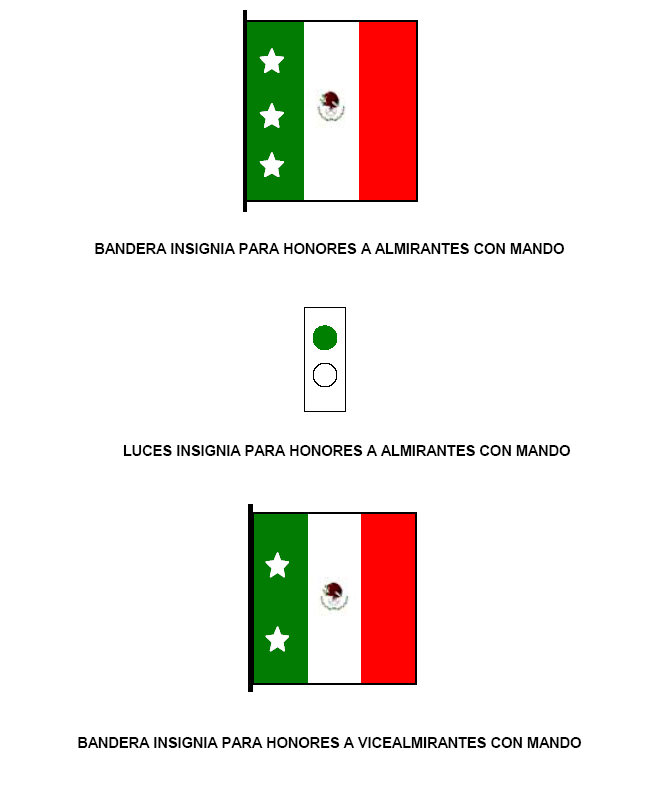 BANDERA INSIGNIA PARA HONORES A ALMIRANTES CON MANDO
LUCES INSIGNIA PARA HONORES A ALMIRANTES CON MANDO
BANDERA INSIGNIA PARA HONORES A VICEALMIRANTES CON MANDO